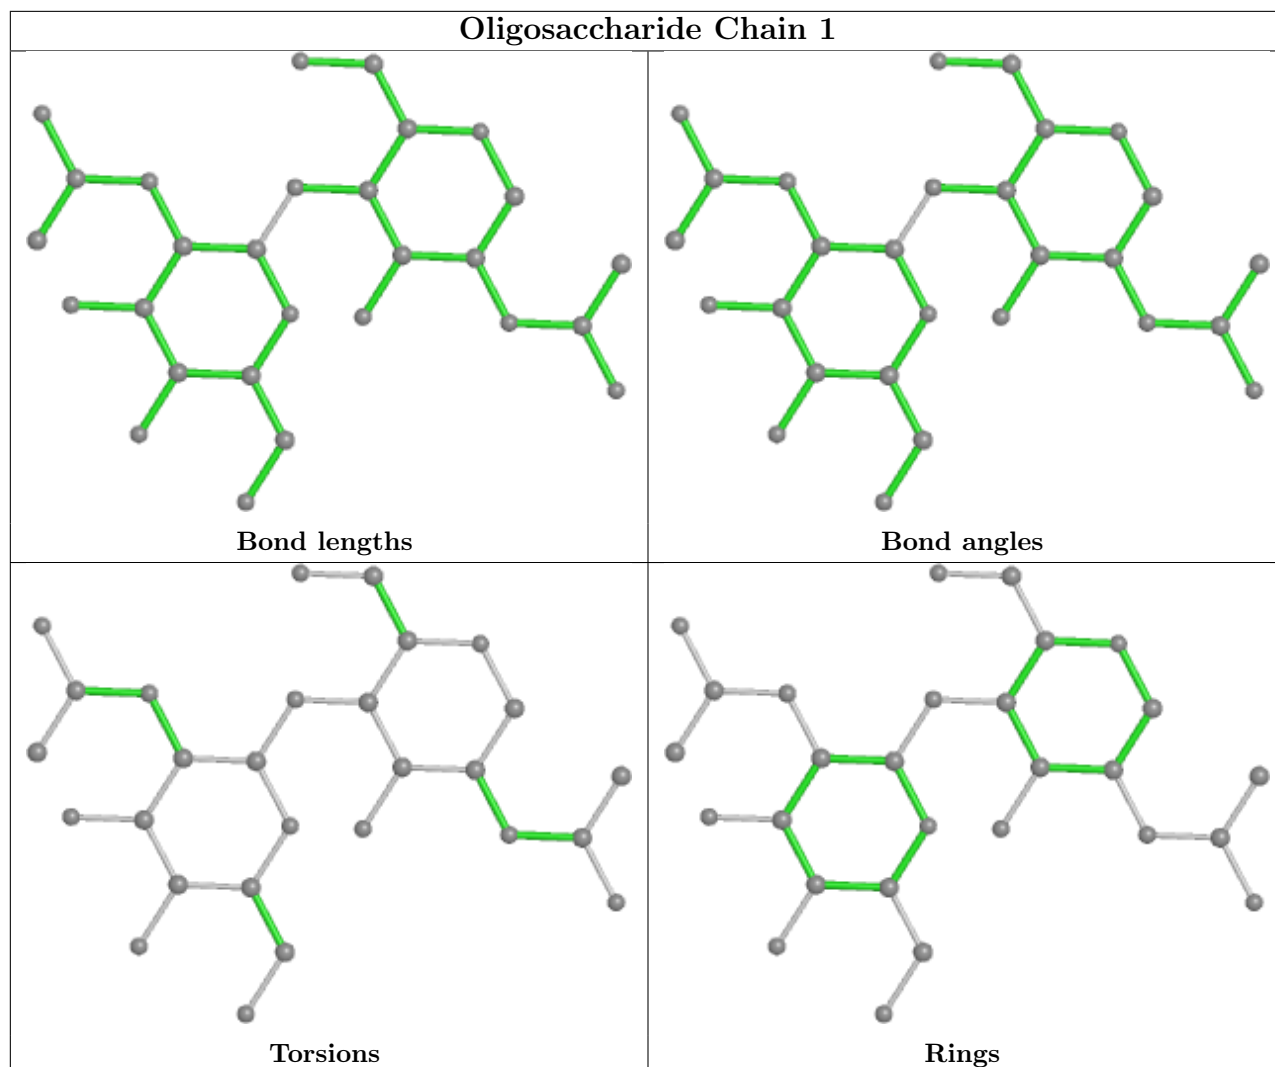 Oligosaccharide Chain 1
Bond lengths
Bond angles
Torsions
Rings